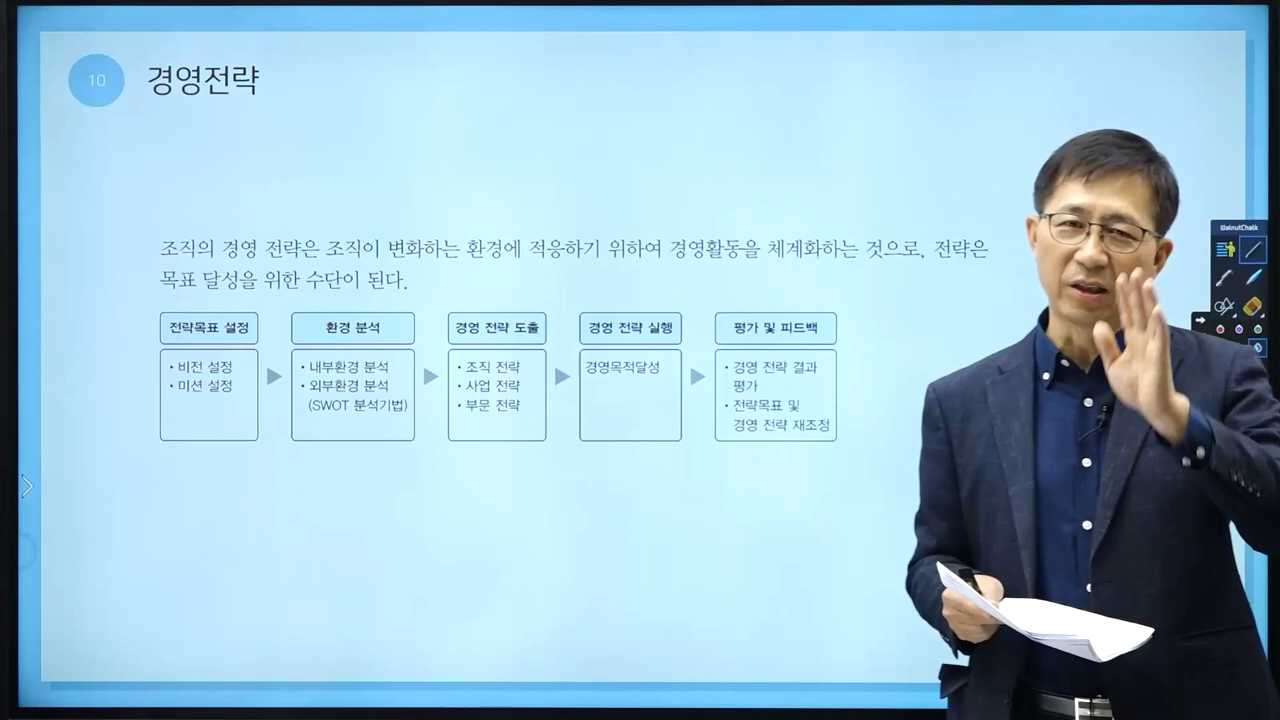 10
경영전략
조직의 경영 전략은 조직이 변화하는 환경에 적응하기 위하여 경영활동을 체계화하는 것으로, 전략은
목표 달성을 위한 수단이 된다.
전략목표 설정
• 비전 설정
• 미션 설정
환경 분석
• 내부환경 분석
• 외부환경 분석
(SWOT 분석기법)
경영 전략 도출
• 조직 전략
• 사업 전략
• 부문 전략
경영 전략 실행
경영목적달성
평가 및 피드백
• 경영 전략 결과
평가
• 전략목표 및
경영 전략 재조정
WalnutChalk